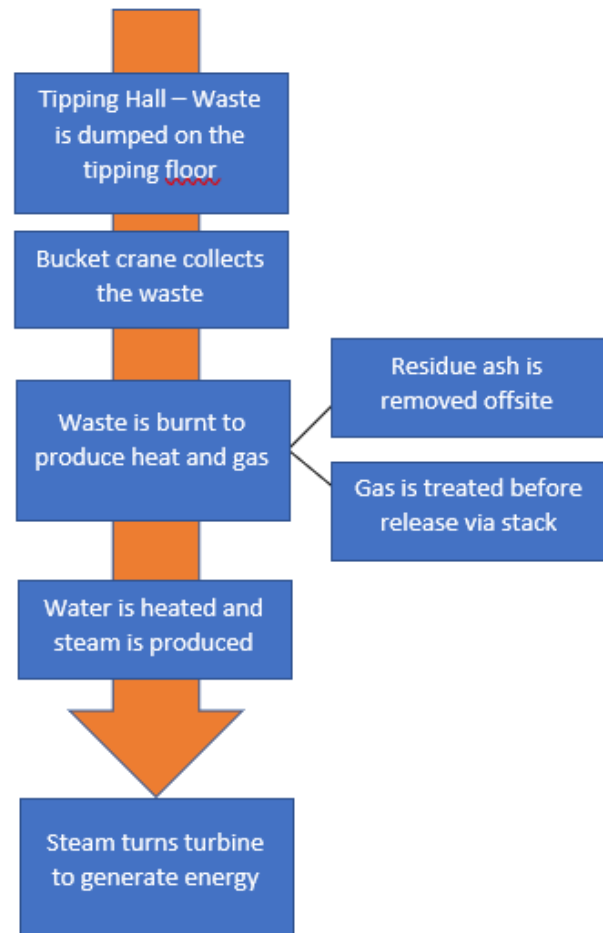 Tipping Hall – Waste
is dumped on the
tipping floor
Bucket crane collects
the waste
Waste is burnt to
produce heat and gas
Residue ash is
removed offsite
Gas is treated before
release via stack
Water is heated and
steam is produced
Steam turns turbine
to generate energy